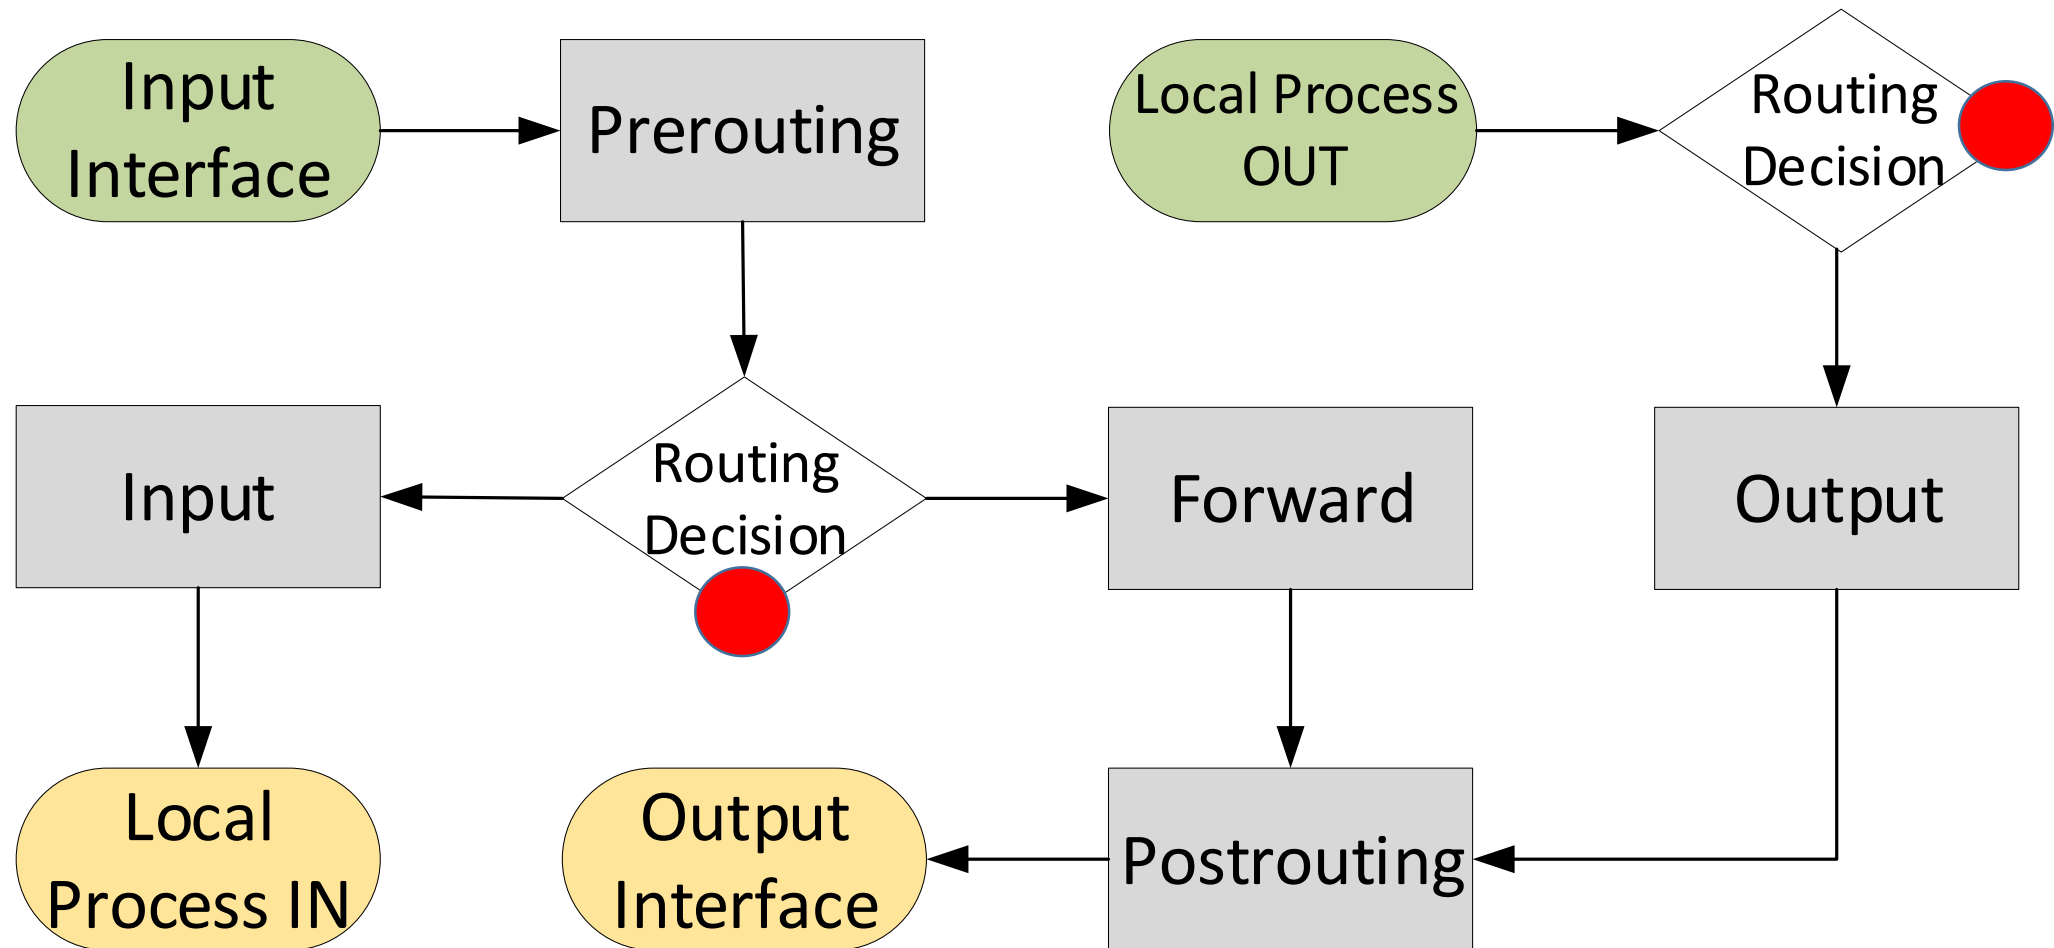 Input
Interface
Prerouting
Local Process
OUT
Routing
Decision
Input
Routing
Decision
Forward
Output
Local
Process IN
Output
Interface
Postrouting